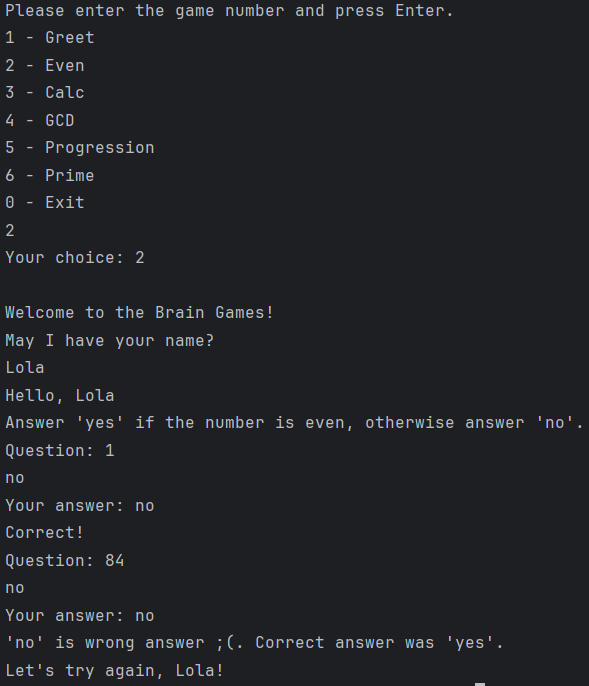 Please enter the game number and press Enter.
1 - Greet
2 - Even
3 - Calc
4 - GCD
5 - Progression
6 - Prime
0 - Exit
2
Your choice: 2
Welcome to the Brain Games!
May I have your name?
Lola
Hello, Lola
Answer 'yes' if the number is even, otherwise answer 'no'.
Question: 1
no
Your answer: no
Correct!
Question: 84
no
Your answer: no
'no' is wrong answer ;(. Correct answer was 'yes'.
Let's try again, Lola!